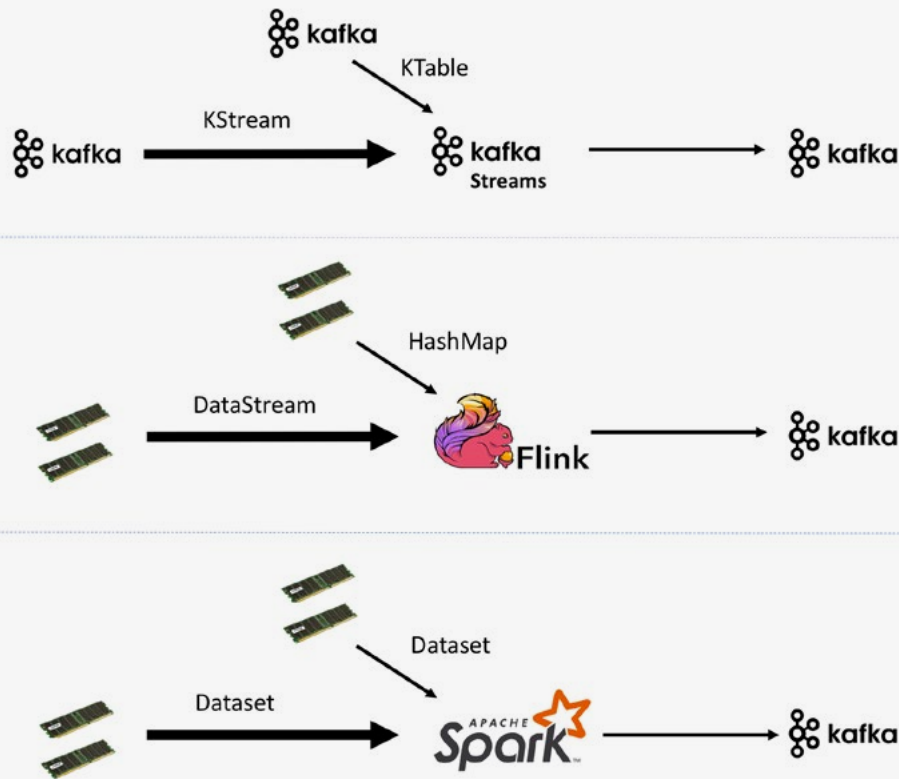 kafka
KTable
KStream
kafka
kafka
Streams
kafka
HashMap
DataStream
Flink
kafka
Dataset
Dataset
APACHE
Spark
kafka